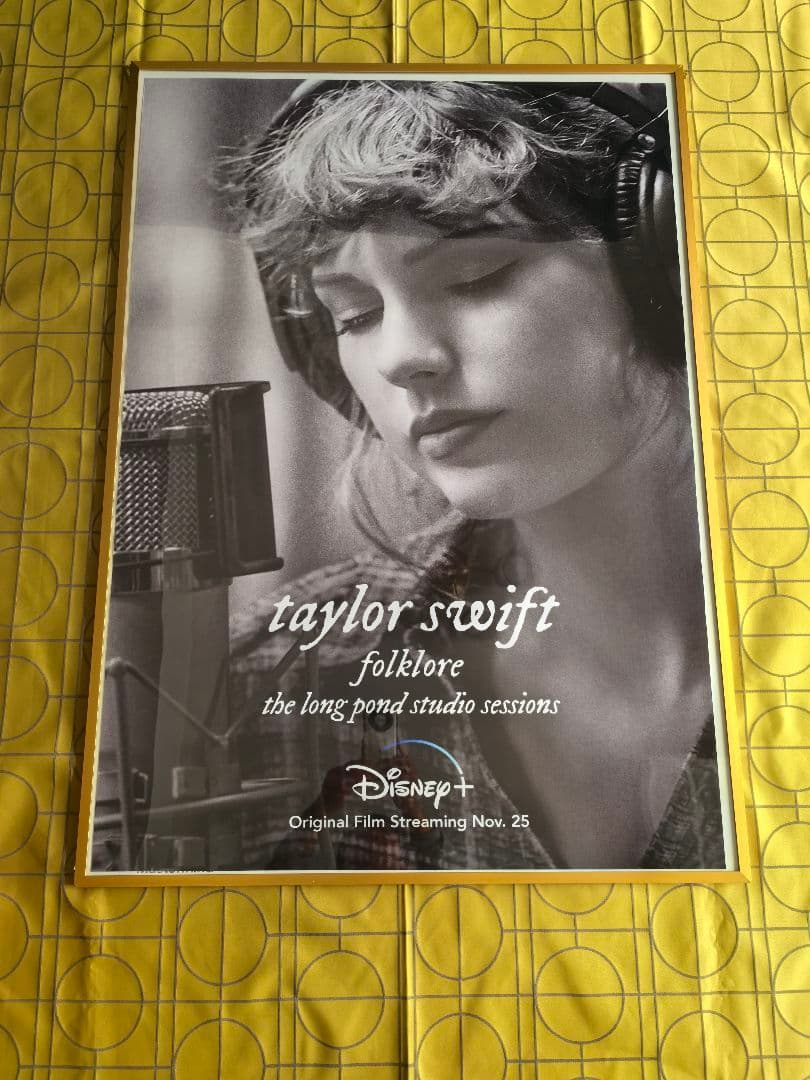 taylor swift
folklore
the long pond studio sessions
Disney+
Original Film Streaming Nov. 25